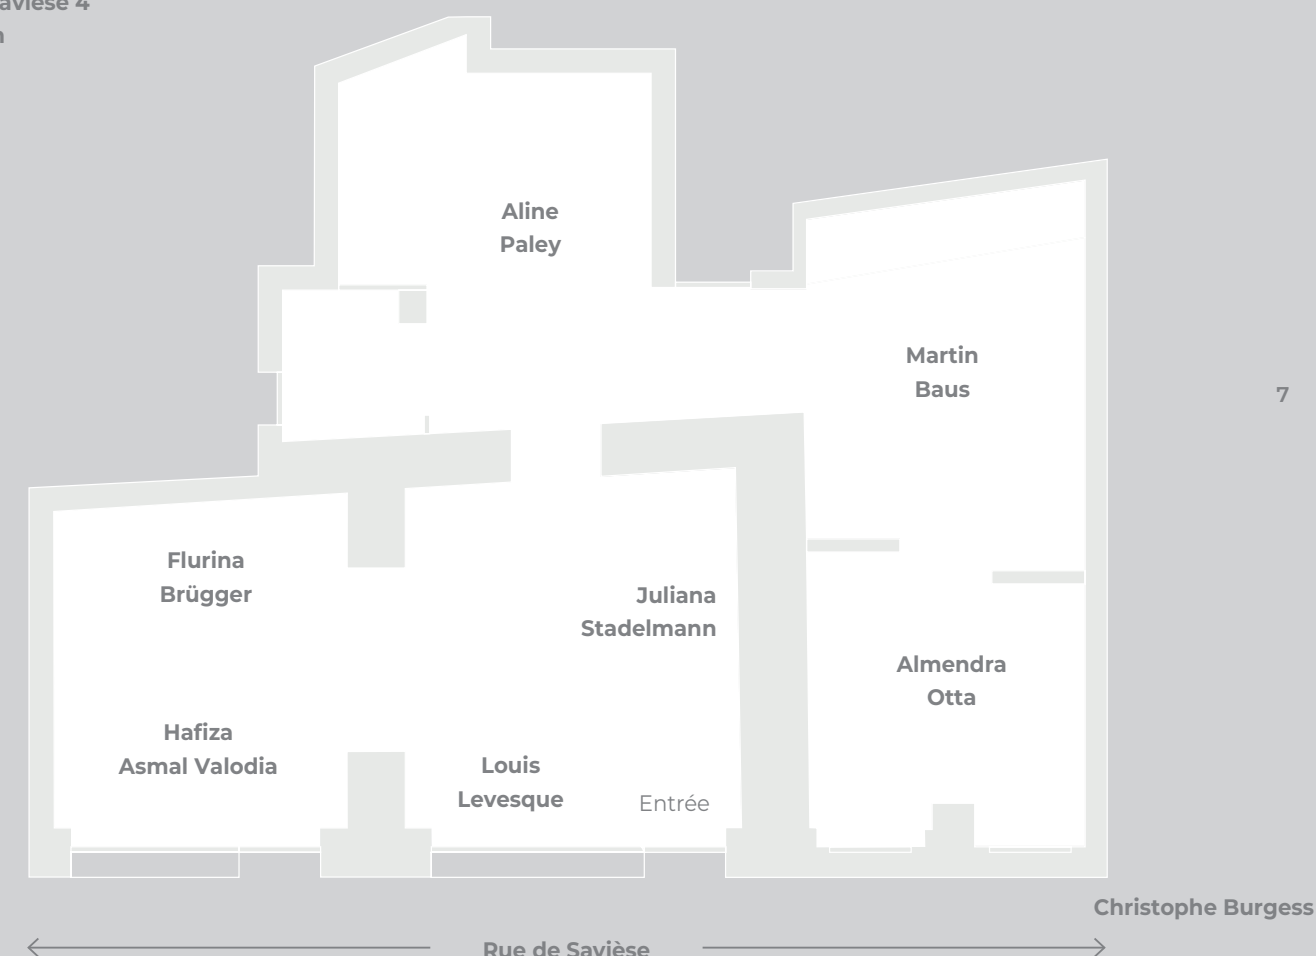 4
Aline
Paley
Martin
Baus
7
Flurina
Brügger
Juliana
Stadelmann
Almendra
Otta
Hafiza
Asmal Valodia
Louis
Levesque
Entrée
Christophe Burgess
Rue de Savièse